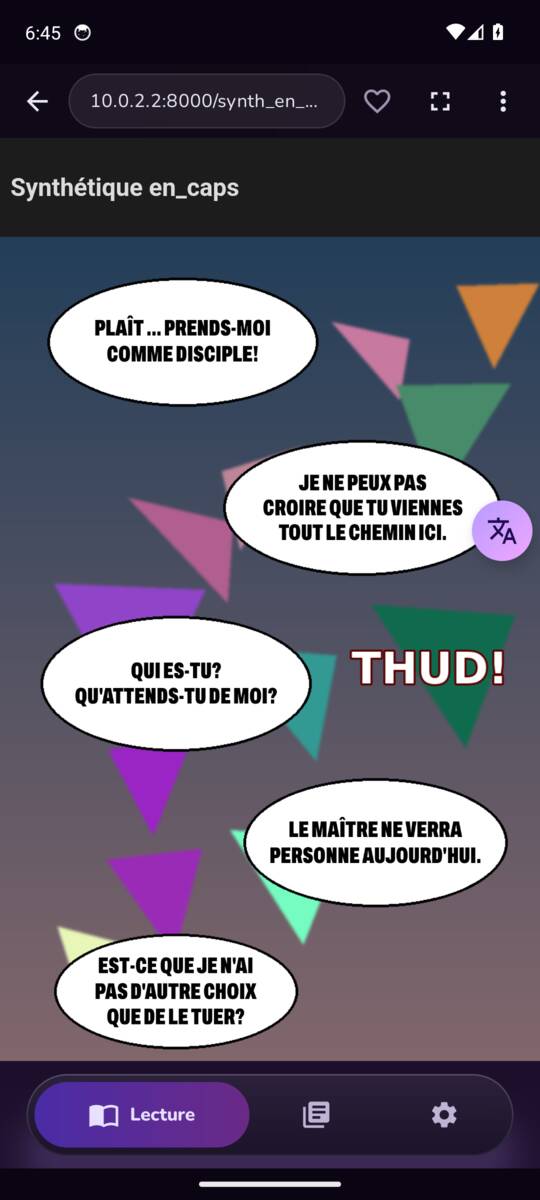 6:45
10.0.2.2:8000/synth_en_...
Synthétique en_caps
PLAÎT ... PRENDS-MOI
COMME DISCIPLE!
JE NE PEUX PAS
CROIRE QUE TU VIENNES
TOUT LE CHEMIN ICI.
QUI ES-TU?
QU'ATTENDS-TU DE MOI?
THUD!
LE MAÎTRE NE VERRA
PERSONNE AUJOURD'HUI.
EST-CE QUE JE N'AI
PAS D'AUTRE CHOIX
QUE DE LE TUER?
Lecture